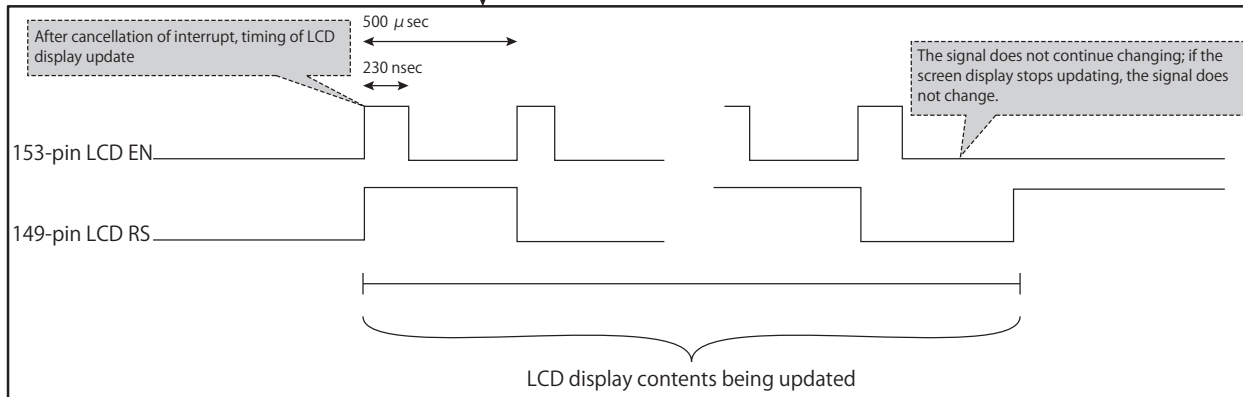 After cancellation of interrupt, timing of LCD
display update
500 μ sec
230 nsec
The signal does not continue changing; if the
screen display stops updating, the signal does
not change.
153-pin LCD EN
149-pin LCD RS
LCD display contents being updated